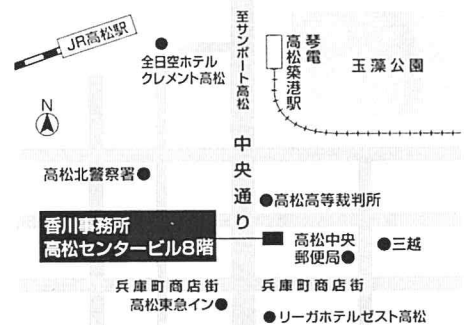 JR高松駅
全日空ホテル
クレメント高松
至サンポート高松
琴電
高松築港駅
玉藻公園
N
中央通り
高松北警察署
高松高等裁判所
香川事務所
高松センタービル8階
高松中央
郵便局
三越
兵庫町商店街
兵庫町商店街
高松東急イン
リーガホテルゼスト高松